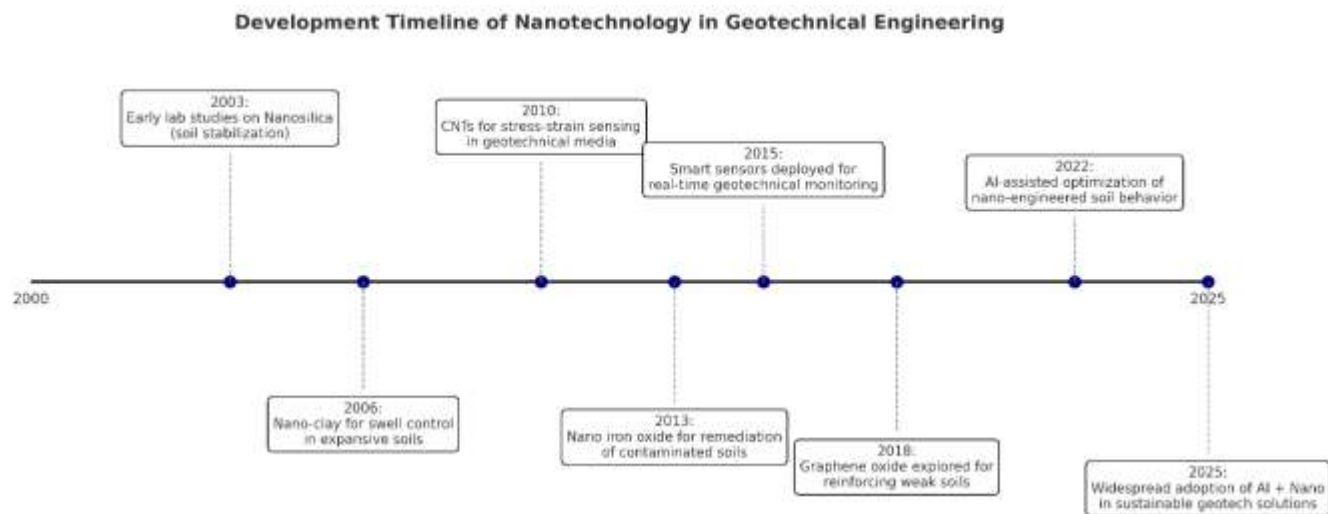 Development Timeline of Nanotechnology in Geotechnical Engineering
2003:
Early lab studies on Nanosilica
(soil stabilization)
2010:
CNTs for stress-strain sensing
in geotechnical media
2015:
Smart sensors deployed for
real-time geotechnical monitoring
2022:
AI-assisted optimization of
nano-engineered soil behavior
2000
2025
2006:
Nano-clay for swell control
in expansive soils
2013:
Nano iron oxide for remediation
of contaminated soils
2018:
Graphene oxide explored for
reinforcing weak soils
2025:
Widespread adoption of AI + Nano
in sustainable geotech solutions